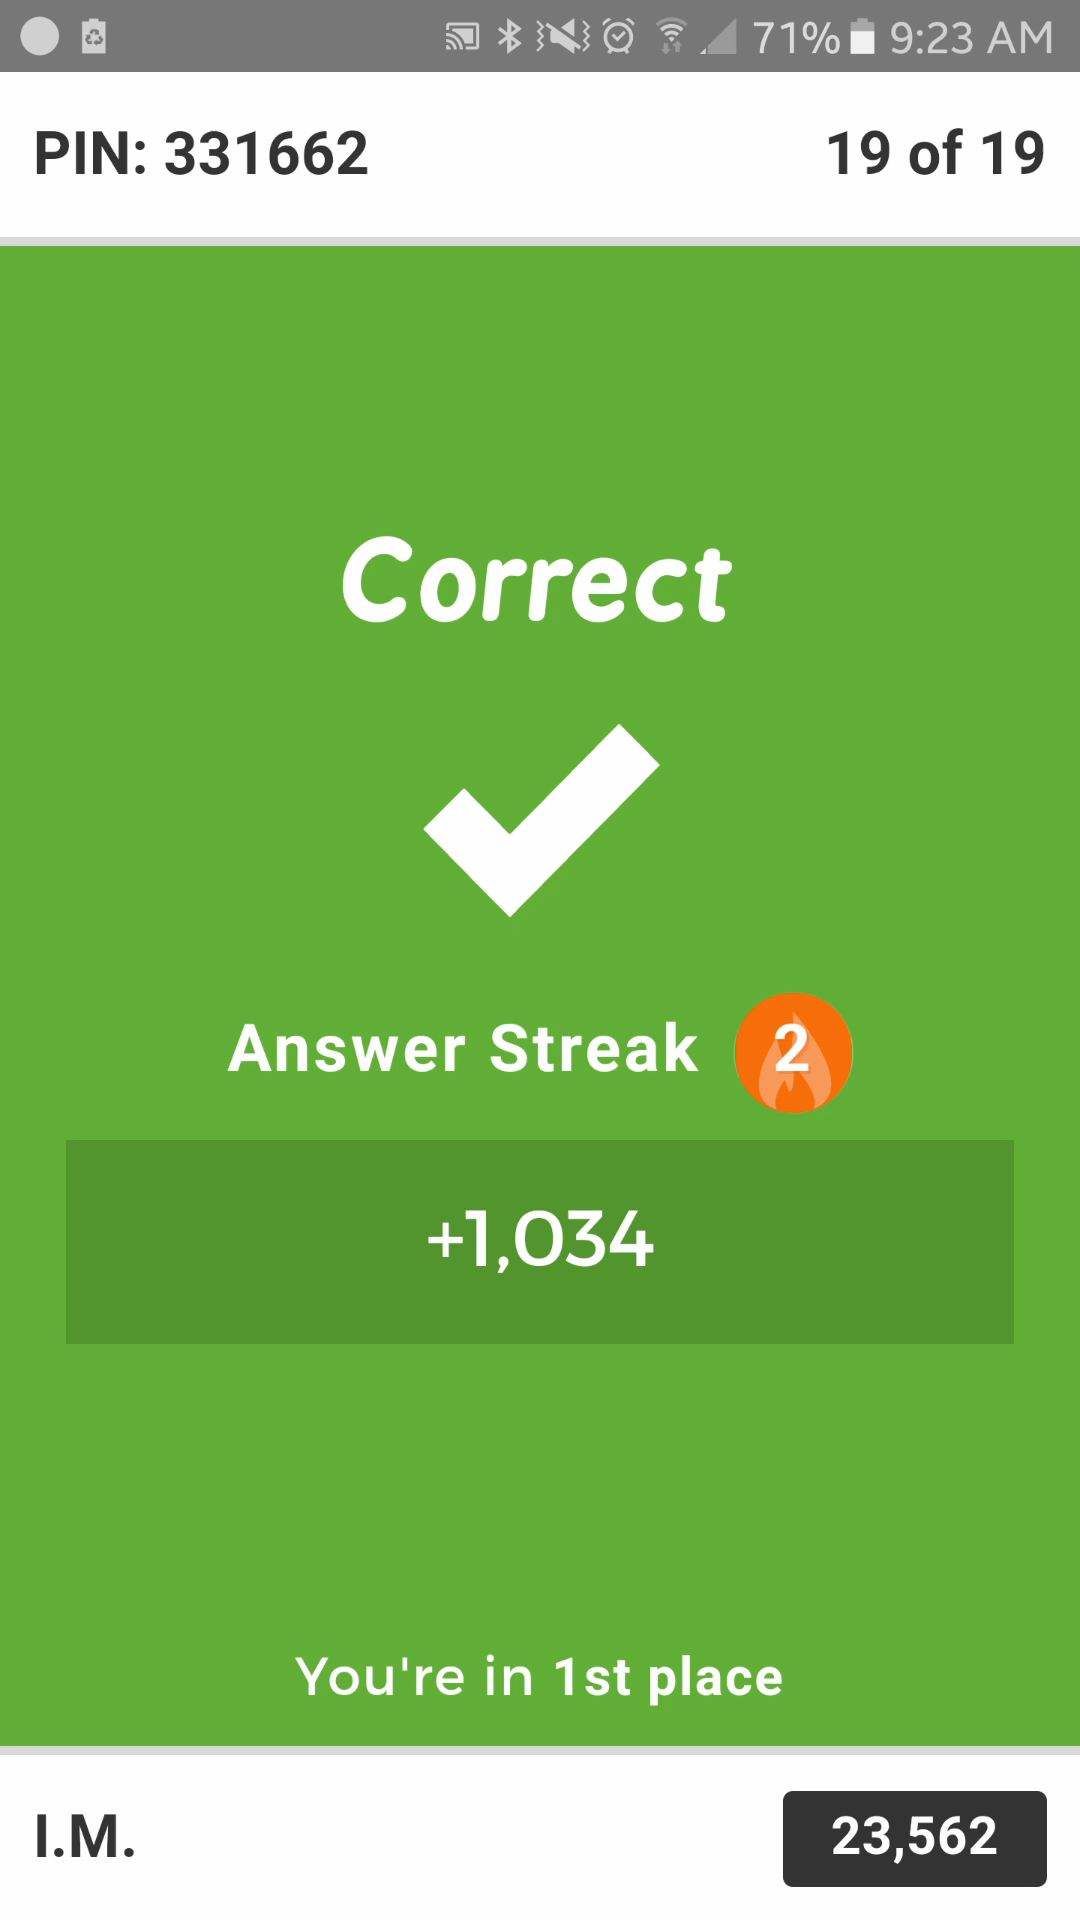 71% 9:23 AM
PIN: 331662 19 of 19
Correct
Answer Streak 2
+1,034
You're in 1st place
I.M. 23,562